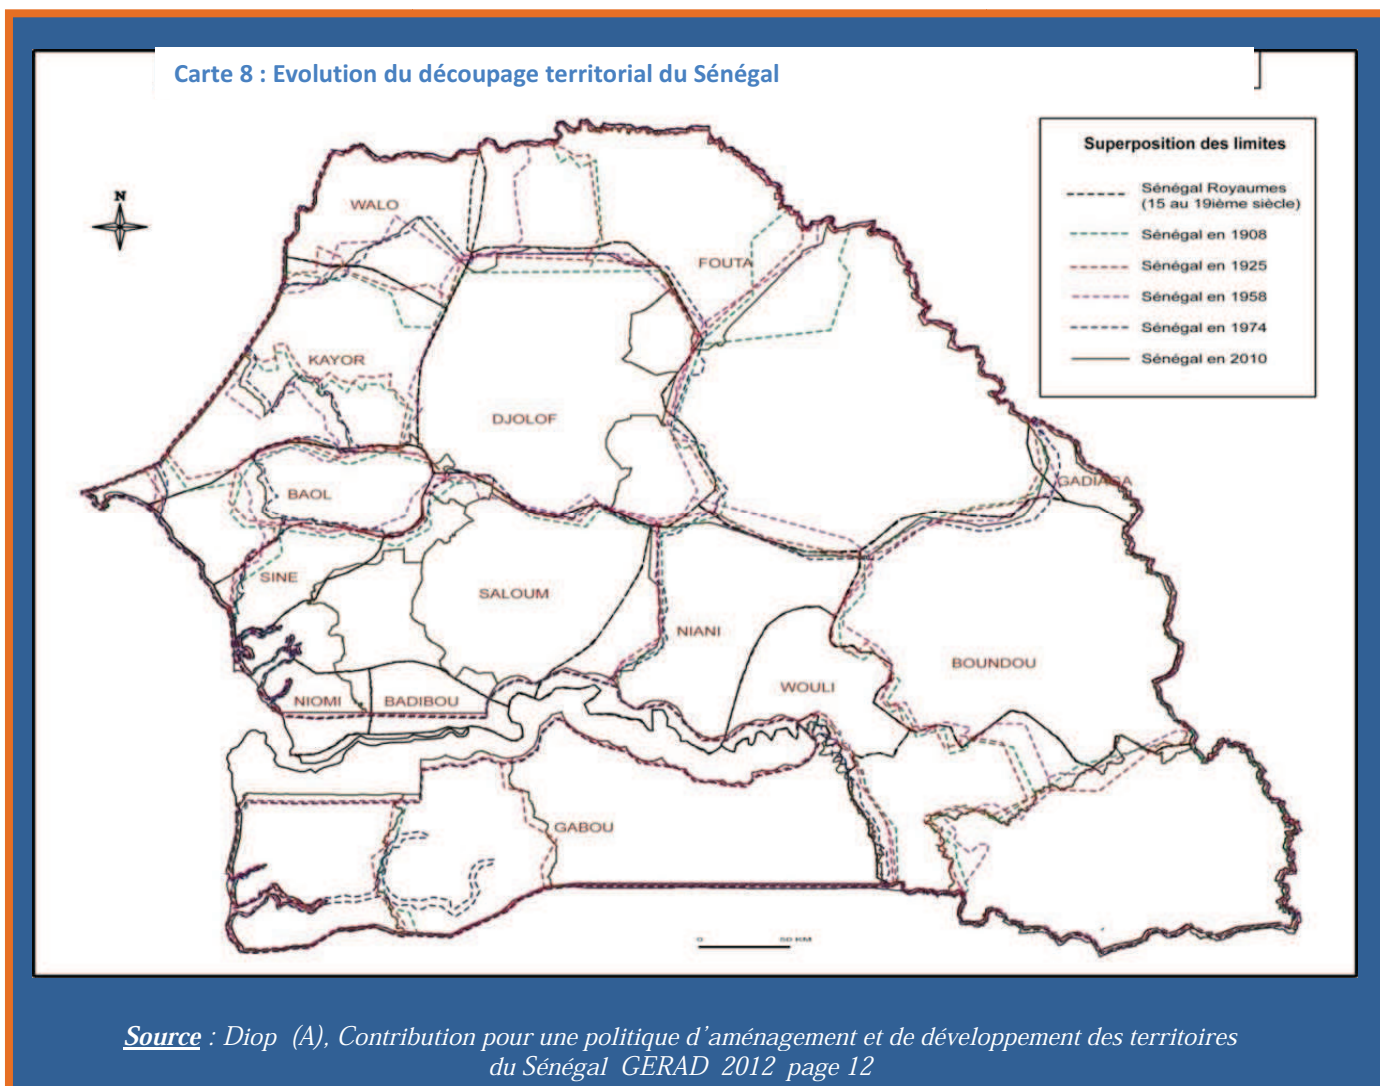 Carte 8 : Evolution du découpage territorial du Sénégal
Superposition des limites
Sénégal Royaumes
(15 au 19ième siècle)
Sénégal en 1908
Sénégal en 1925
Sénégal en 1958
Sénégal en 1974
Sénégal en 2010
N
WALO
FOUTA
KAYOR
DJOLOF
GADIAGA
BAOL
SINE
SALOUM
NIANI
BOUNDOU
WOULI
NIOMI
BADIBOU
GABOU
0 50 KM
Source : Diop (A), Contribution pour une politique d'aménagement et de développement des territoires
du Sénégal GERAD 2012 page 12